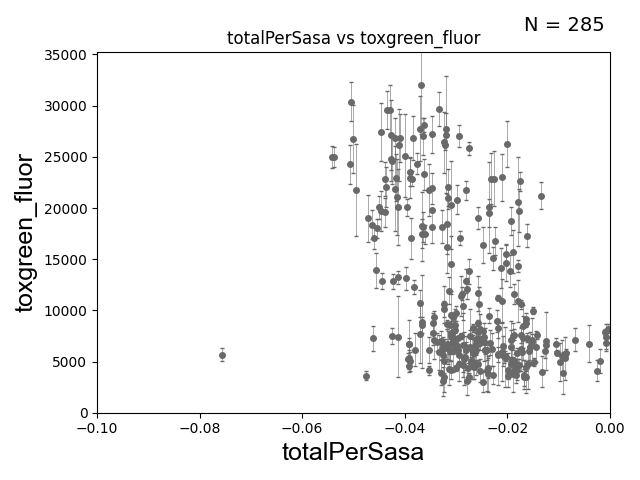 N = 285
totalPerSasa vs toxgreen_fluor
toxgreen_fluor
35000
30000
25000
20000
15000
10000
5000
0
−0.10 −0.08 −0.06 −0.04 −0.02 0.00
totalPerSasa